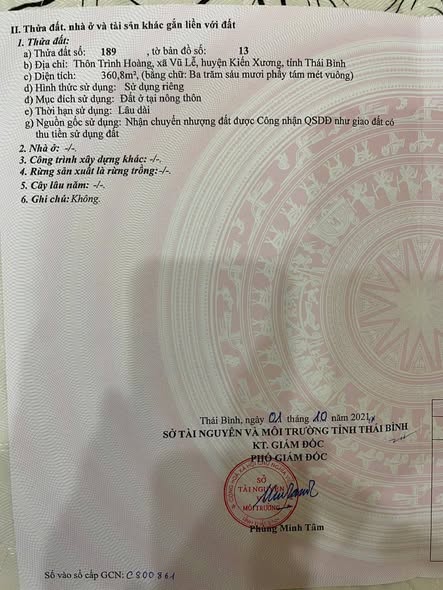 II. Thửa đất, nhà ở và tài sản khác gắn liền với đất
1. Thửa đất:
a) Thửa đất số: 189 , tờ bản đồ số: 13
b) Địa chỉ: Thôn Trình Hoàng, xã Vũ Lễ, huyện Kiến Xương, tỉnh Thái Bình
c) Diện tích: 360,8m², (bằng chữ: Ba trăm sáu mươi phẩy tám mét vuông)
d) Hình thức sử dụng: Sử dụng riêng
đ) Mục đích sử dụng: Đất ở tại nông thôn
e) Thời hạn sử dụng: Lâu dài
g) Nguồn gốc sử dụng: Nhận chuyển nhượng đất được Công nhận QSDĐ như giao đất có
thu tiền sử dụng đất
2. Nhà ở: -/-.
3. Công trình xây dựng khác: -/-.
4. Rừng sản xuất là rừng trồng: -/-.
5. Cây lâu năm: -/-.
6. Ghi chú: Không.
Thái Bình, ngày 01 tháng 10 năm 2021
SỞ TÀI NGUYÊN VÀ MÔI TRƯỜNG TỈNH THÁI BÌNH
KT. GIÁM ĐỐC
PHÓ GIÁM ĐỐC
SỞ
TÀI NGUYÊN
MÔI TRƯỜNG
Phùng Minh Tâm
Số vào sổ cấp GCN: C800861